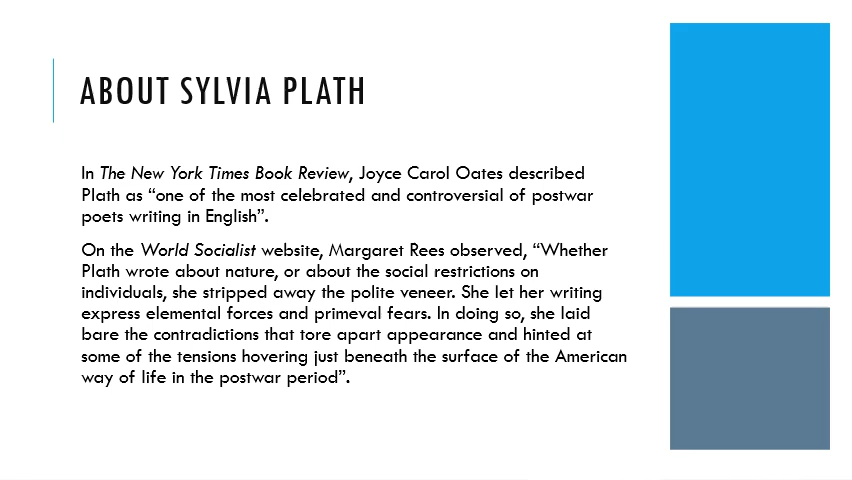 ABOUT SYLVIA PLATH
In The New York Times Book Review, Joyce Carol Oates described
Plath as “one of the most celebrated and controversial of postwar
poets writing in English”.
On the World Socialist website, Margaret Rees observed, “Whether
Plath wrote about nature, or about the social restrictions on
individuals, she stripped away the polite veneer. She let her writing
express elemental forces and primeval fears. In doing so, she laid
bare the contradictions that tore apart appearance and hinted at
some of the tensions hovering just beneath the surface of the American
way of life in the postwar period”.